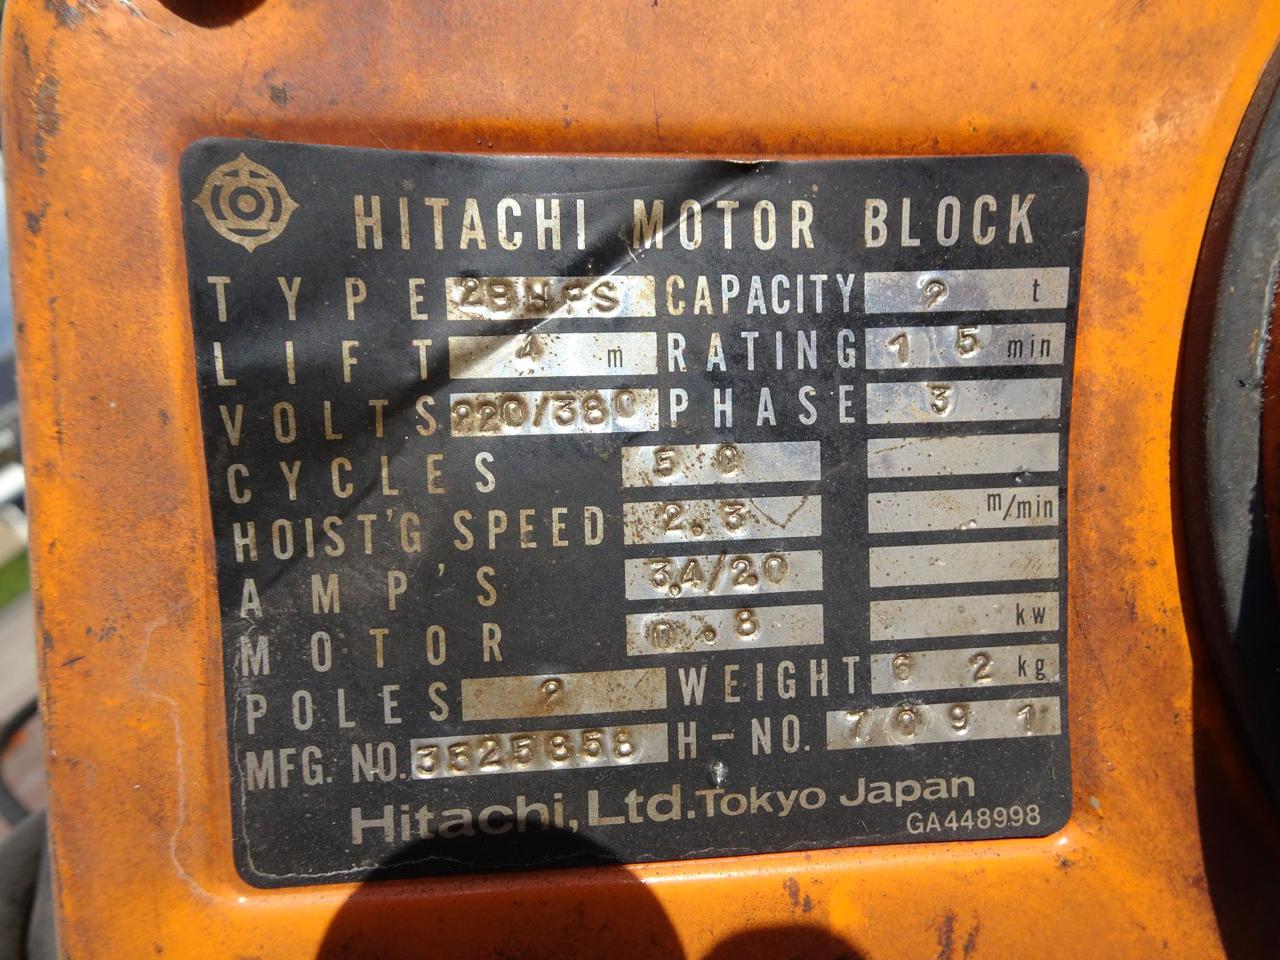 HITACHI MOTOR BLOCK
TYPE CAPACITY 2 t
LIFT 4 m RATING 15 min
VOLTS 220/380 PHASE 3
CYCLES 50
HOIST'G SPEED 2.3 m/min
AMP'S 3.4/2.0
MOTOR 0.8 kw
POLES 2 WEIGHT 62 kg
MFG. NO. 3525858 H-NO. 7091
Hitachi, Ltd. Tokyo Japan
GA448998